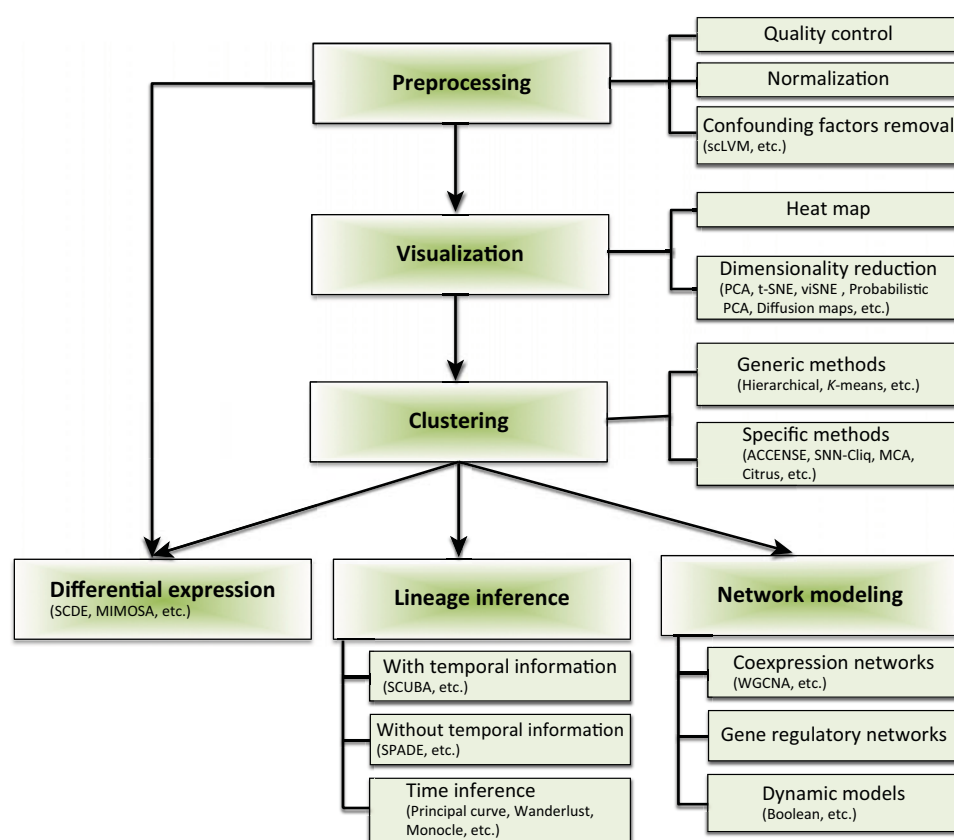 Preprocessing
Quality control
Normalization
Confounding factors removal
(scLVM, etc.)
Visualization
Heat map
Dimensionality reduction
(PCA, t-SNE, viSNE , Probabilistic
PCA, Diffusion maps, etc.)
Clustering
Generic methods
(Hierarchical, K-means, etc.)
Specific methods
(ACCENSE, SNN-Cliq, MCA,
Citrus, etc.)
Differential expression
(SCDE, MIMOSA, etc.)
Lineage inference
With temporal information
(SCUBA, etc.)
Without temporal information
(SPADE, etc.)
Time inference
(Principal curve, Wanderlust,
Monocle, etc.)
Network modeling
Coexpression networks
(WGCNA, etc.)
Gene regulatory networks
Dynamic models
(Boolean, etc.)